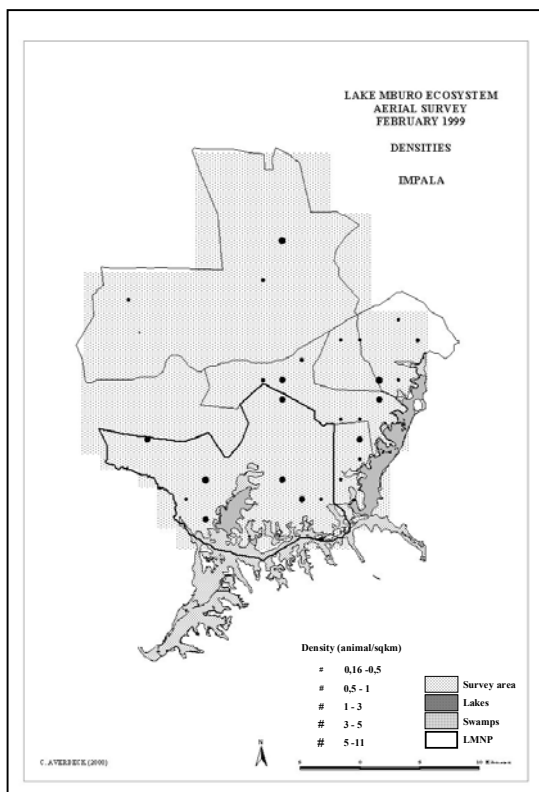 LAKE MBURO ECOSYSTEM
AERIAL SURVEY
FEBRUARY 1999
DENSITIES
IMPALA
Density (animal/sqkm)
# 0,16 -0,5
# 0,5 - 1
# 1 - 3
# 3 - 5
# 5 -11
Survey area
Lakes
Swamps
LMNP
C. AVERBECK (2000)
N